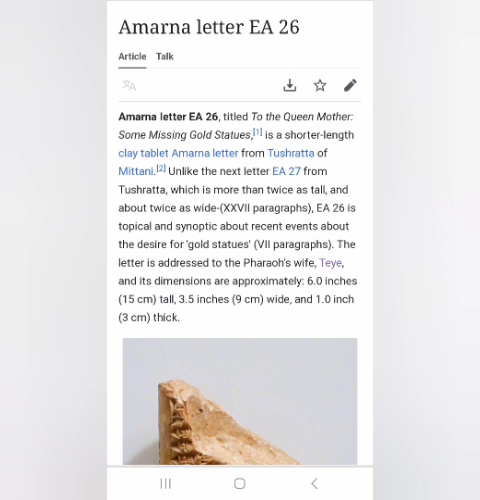 Amarna letter EA 26
Article Talk
Amarna letter EA 26, titled To the Queen Mother:
Some Missing Gold Statues,[1] is a shorter-length
clay tablet Amarna letter from Tushratta of
Mittani.[2] Unlike the next letter EA 27 from
Tushratta, which is more than twice as tall, and
about twice as wide-(XXVII paragraphs), EA 26 is
topical and synoptic about recent events about
the desire for 'gold statues' (VII paragraphs). The
letter is addressed to the Pharaoh's wife, Teye,
and its dimensions are approximately: 6.0 inches
(15 cm) tall, 3.5 inches (9 cm) wide, and 1.0 inch
(3 cm) thick.